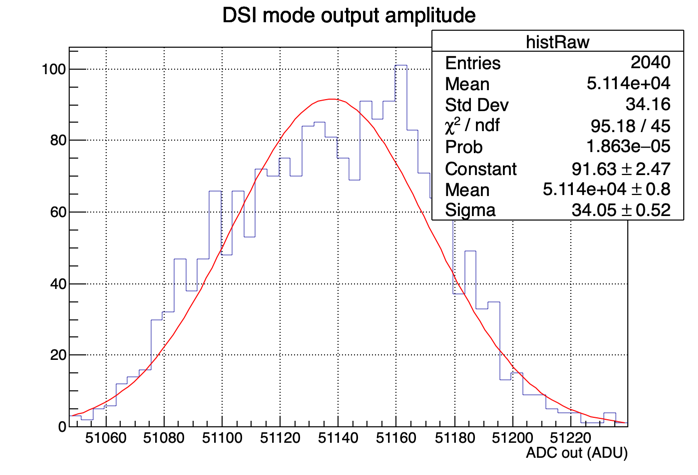 DSI mode output amplitude
histRaw
Entries 2040
Mean 5.114e+04
Std Dev 34.16
χ² / ndf 95.18 / 45
Prob 1.863e−05
Constant 91.63 ± 2.47
Mean 5.114e+04 ± 0.8
Sigma 34.05 ± 0.52
100
80
60
40
20
0
51060 51080 51100 51120 51140 51160 51180 51200 51220
ADC out (ADU)